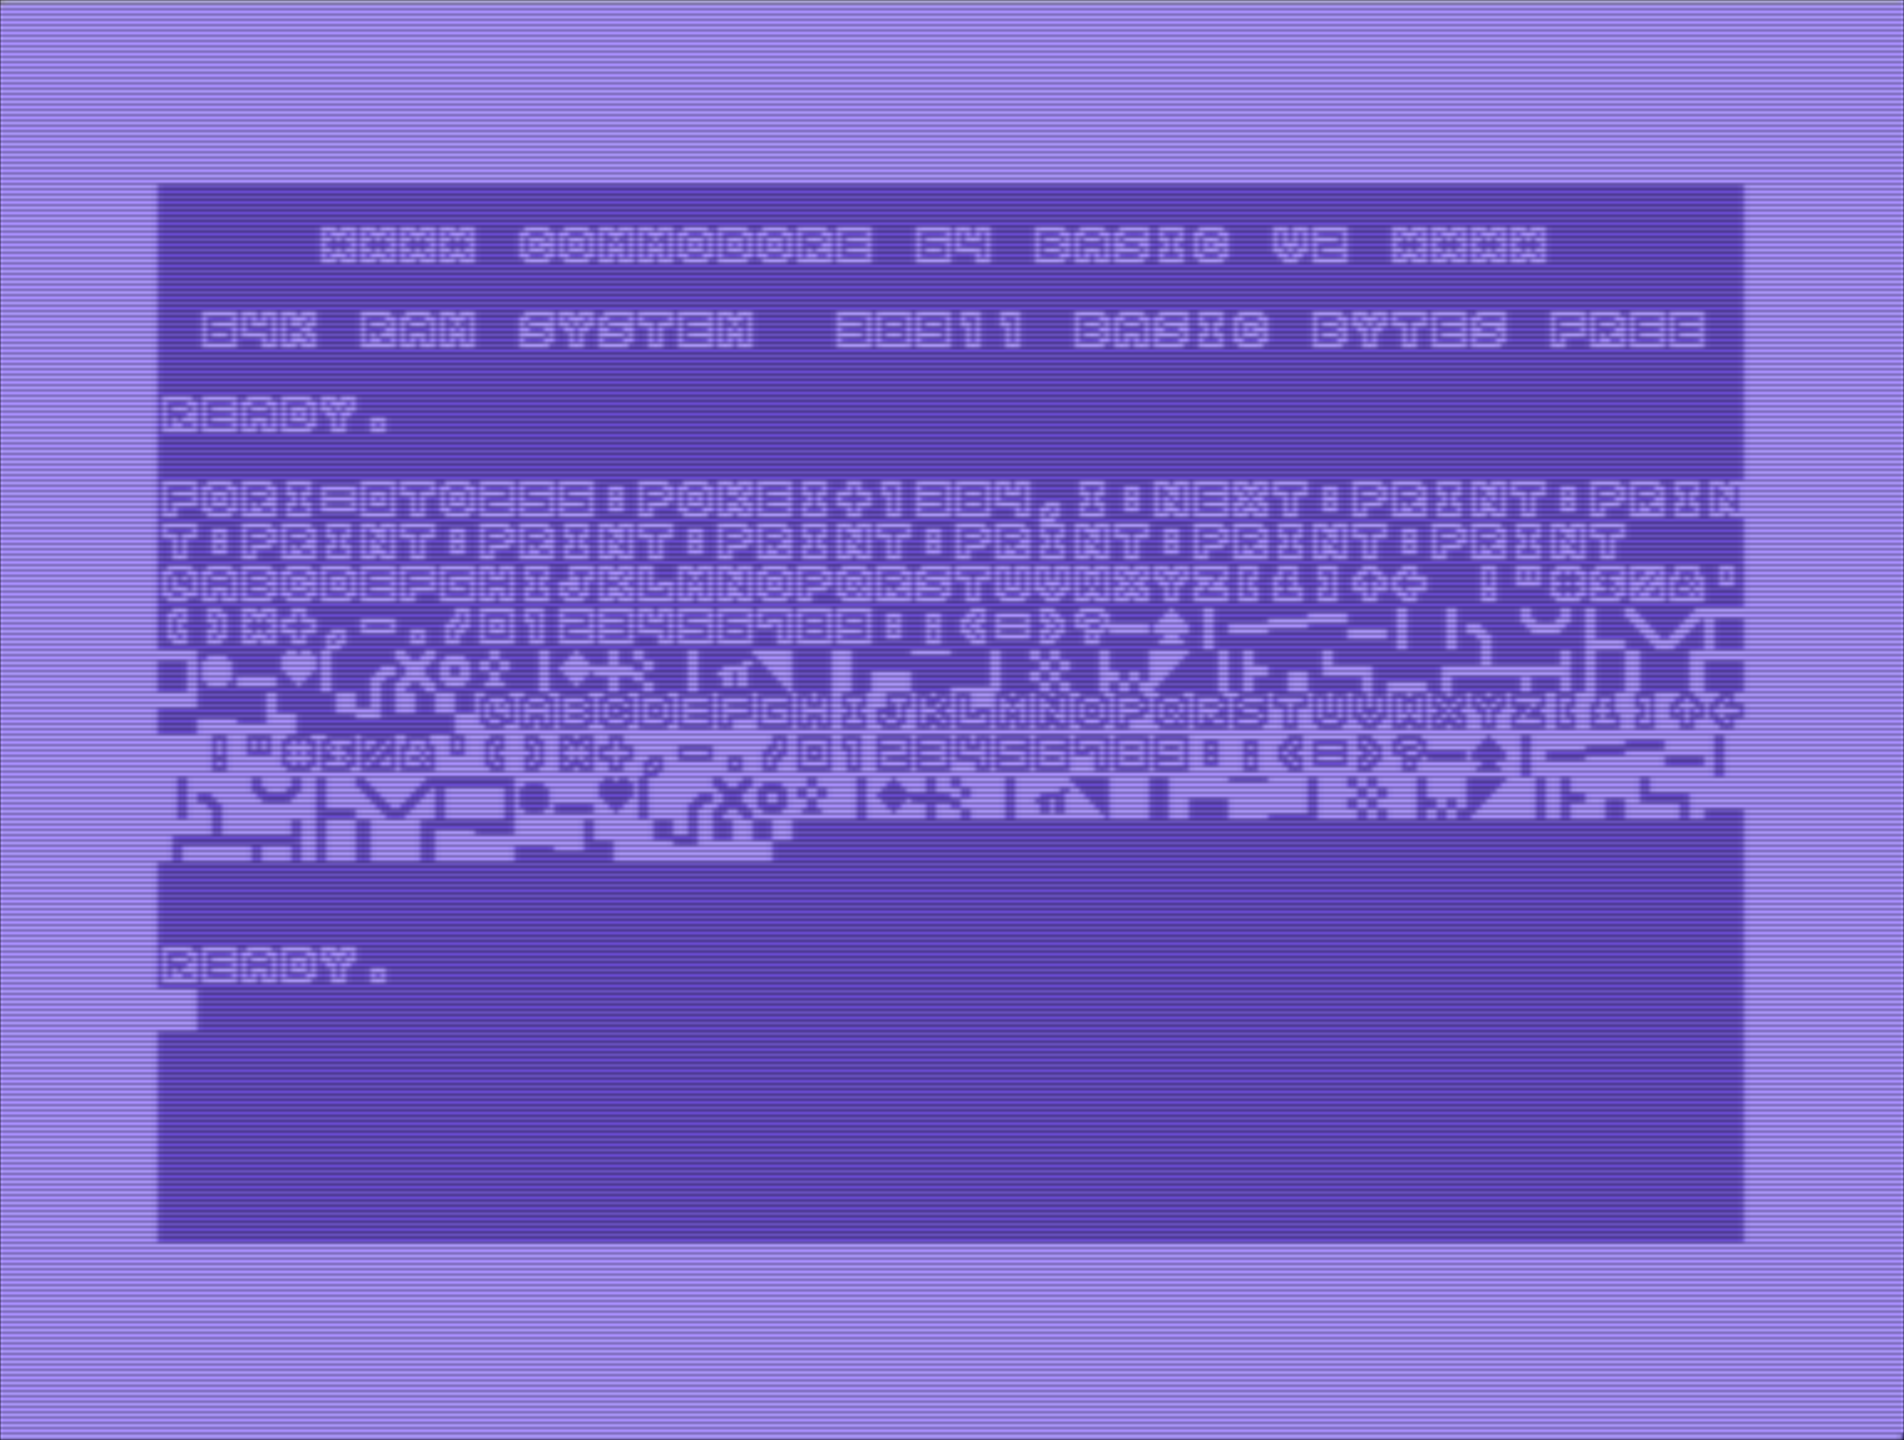 **** COMMODORE 64 BASIC V2 ****
64K RAM SYSTEM  38911 BASIC BYTES FREE
READY.
FORI=0TO255:POKEI+1384,I:NEXT:PRINT:PRIN
T:PRINT:PRINT:PRINT:PRINT:PRINT:PRINT
@ABCDEFGHIJKLMNOPQRSTUVWXYZ[£]↑← !"#$%&'
()*+,-./0123456789:;<=>?─♠│
●♥╳○♣│♦┼│π◥
@ABCDEFGHIJKLMNOPQRSTUVWXYZ[£]↑←
!"#$%&'()*+,-./0123456789:;<=>?─♠│
●♥╳○♣│♦┼│π◥
READY.